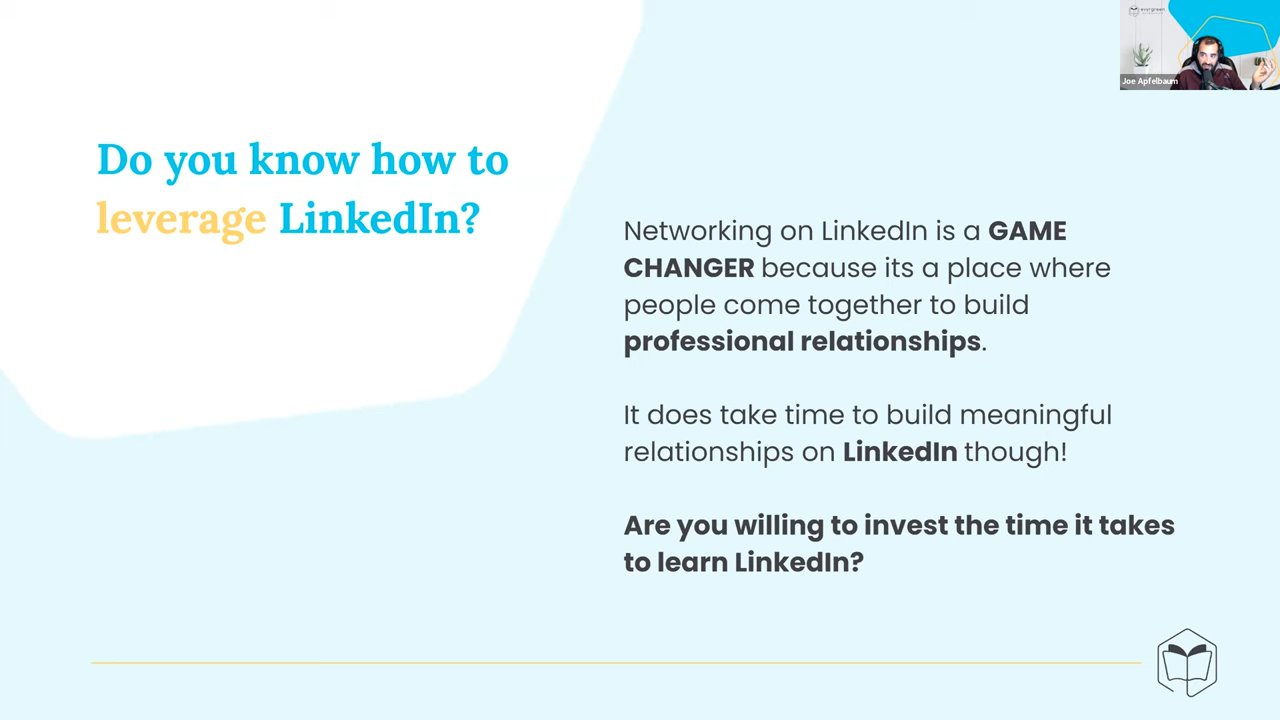 evyrgreen
Joe Apfelbaum
Do you know how to
leverage LinkedIn?
Networking on LinkedIn is a GAME
CHANGER because its a place where
people come together to build
professional relationships.
It does take time to build meaningful
relationships on LinkedIn though!
Are you willing to invest the time it takes
to learn LinkedIn?